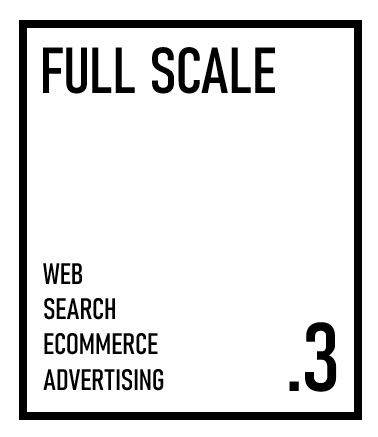 FULL SCALE
WEB
SEARCH
ECOMMERCE
ADVERTISING
.3